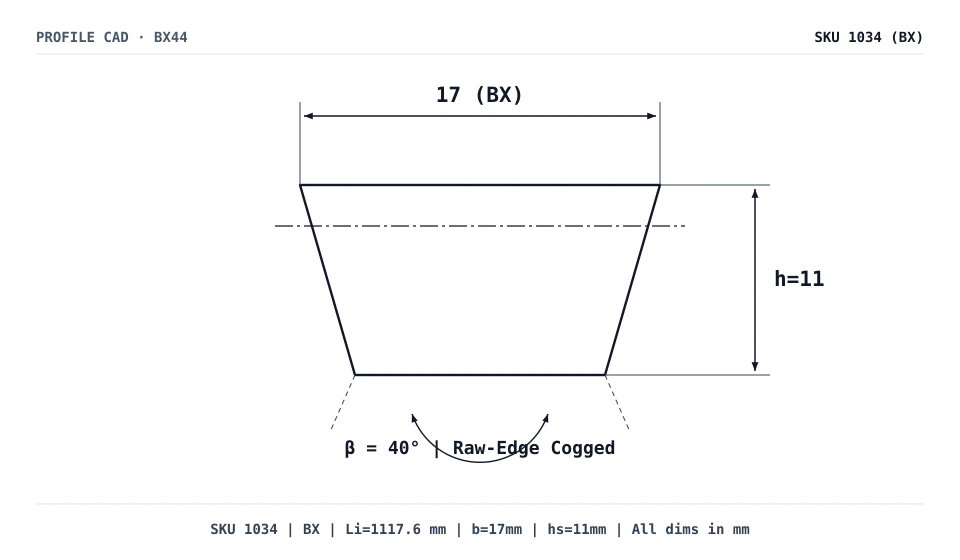 PROFILE CAD · BX44
SKU 1034 (BX)
17 (BX)
h=11
β = 40° | Raw-Edge Cogged
SKU 1034 | BX | Li=1117.6 mm | b=17mm | hs=11mm | All dims in mm